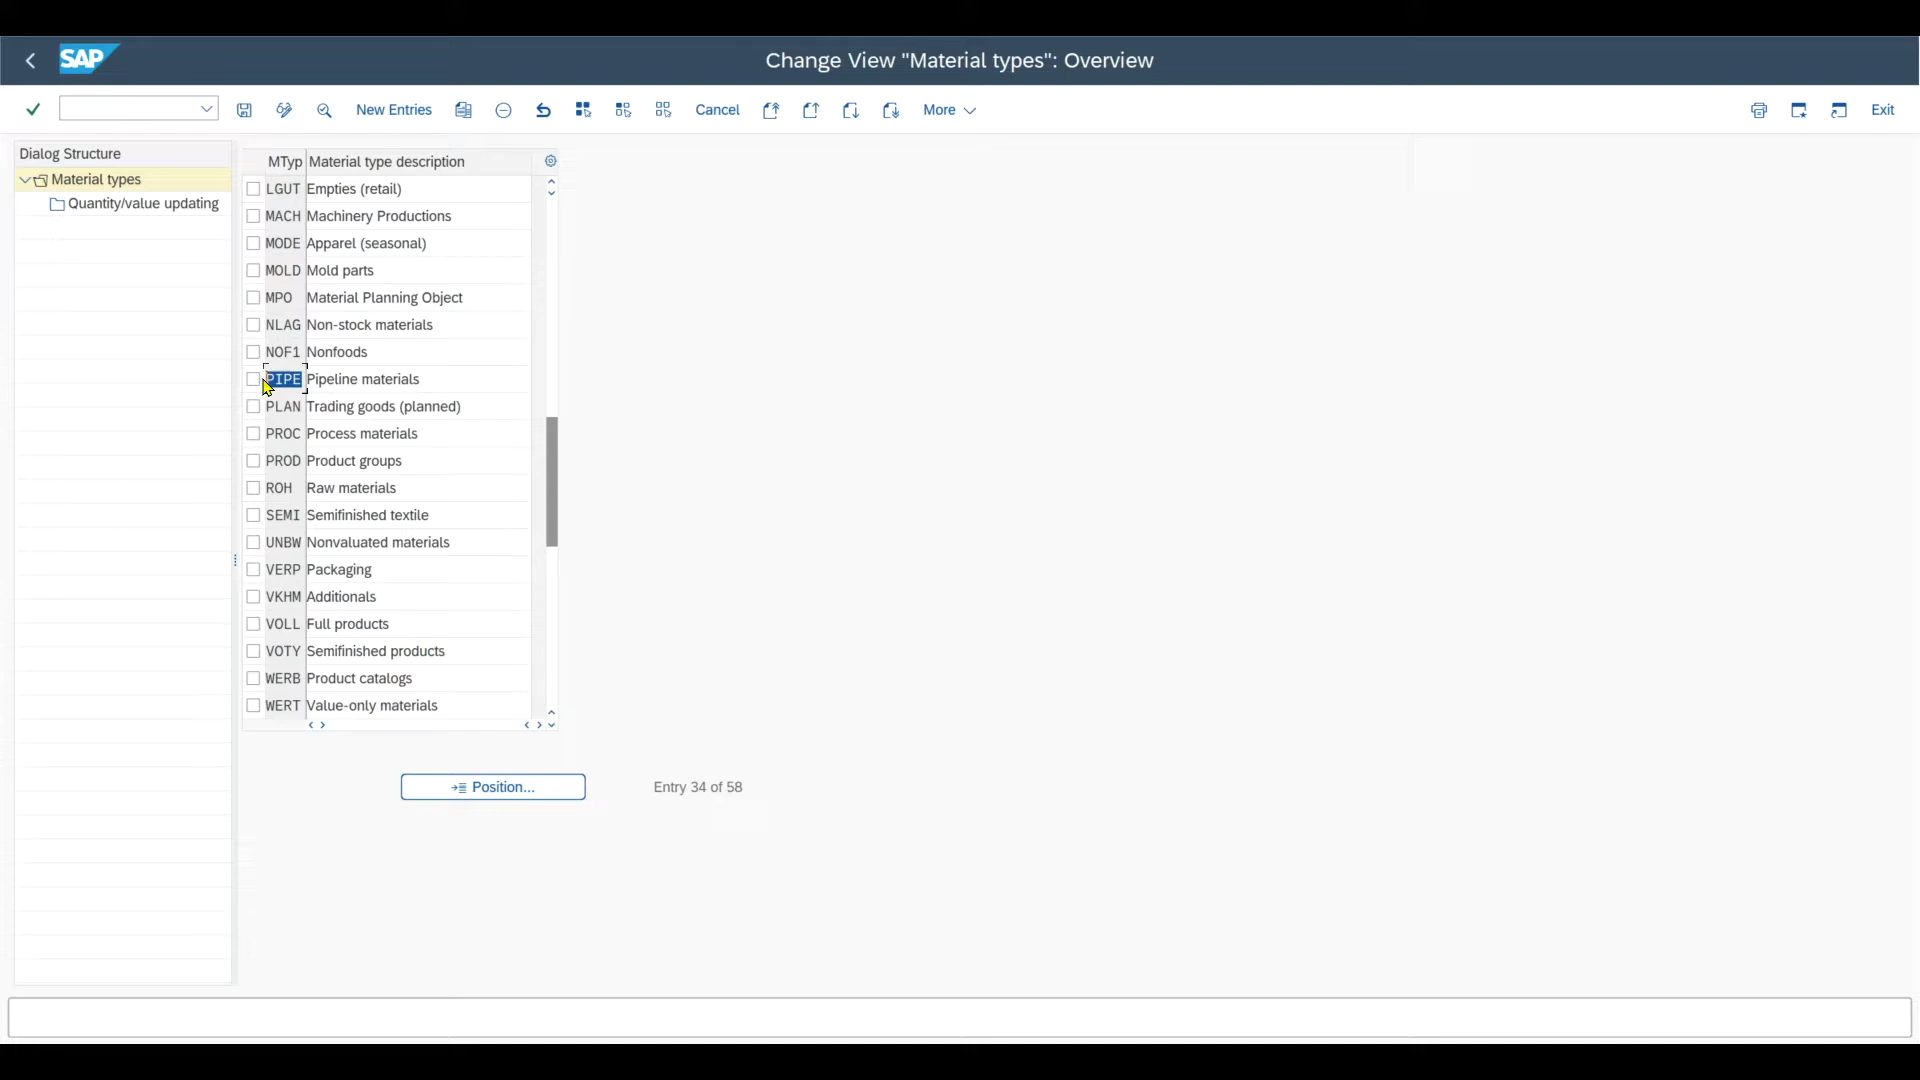 SAP
Change View "Material types": Overview
New Entries
Cancel
More
Exit
Dialog Structure
Material types
Quantity/value updating
MTyp Material type description
LGUT Empties (retail)
MACH Machinery Productions
MODE Apparel (seasonal)
MOLD Mold parts
MPO Material Planning Object
NLAG Non-stock materials
NOF1 Nonfoods
PIPE Pipeline materials
PLAN Trading goods (planned)
PROC Process materials
PROD Product groups
ROH Raw materials
SEMI Semifinished textile
UNBW Nonvaluated materials
VERP Packaging
VKHM Additionals
VOLL Full products
VOTY Semifinished products
WERB Product catalogs
WERT Value-only materials
Position...
Entry 34 of 58